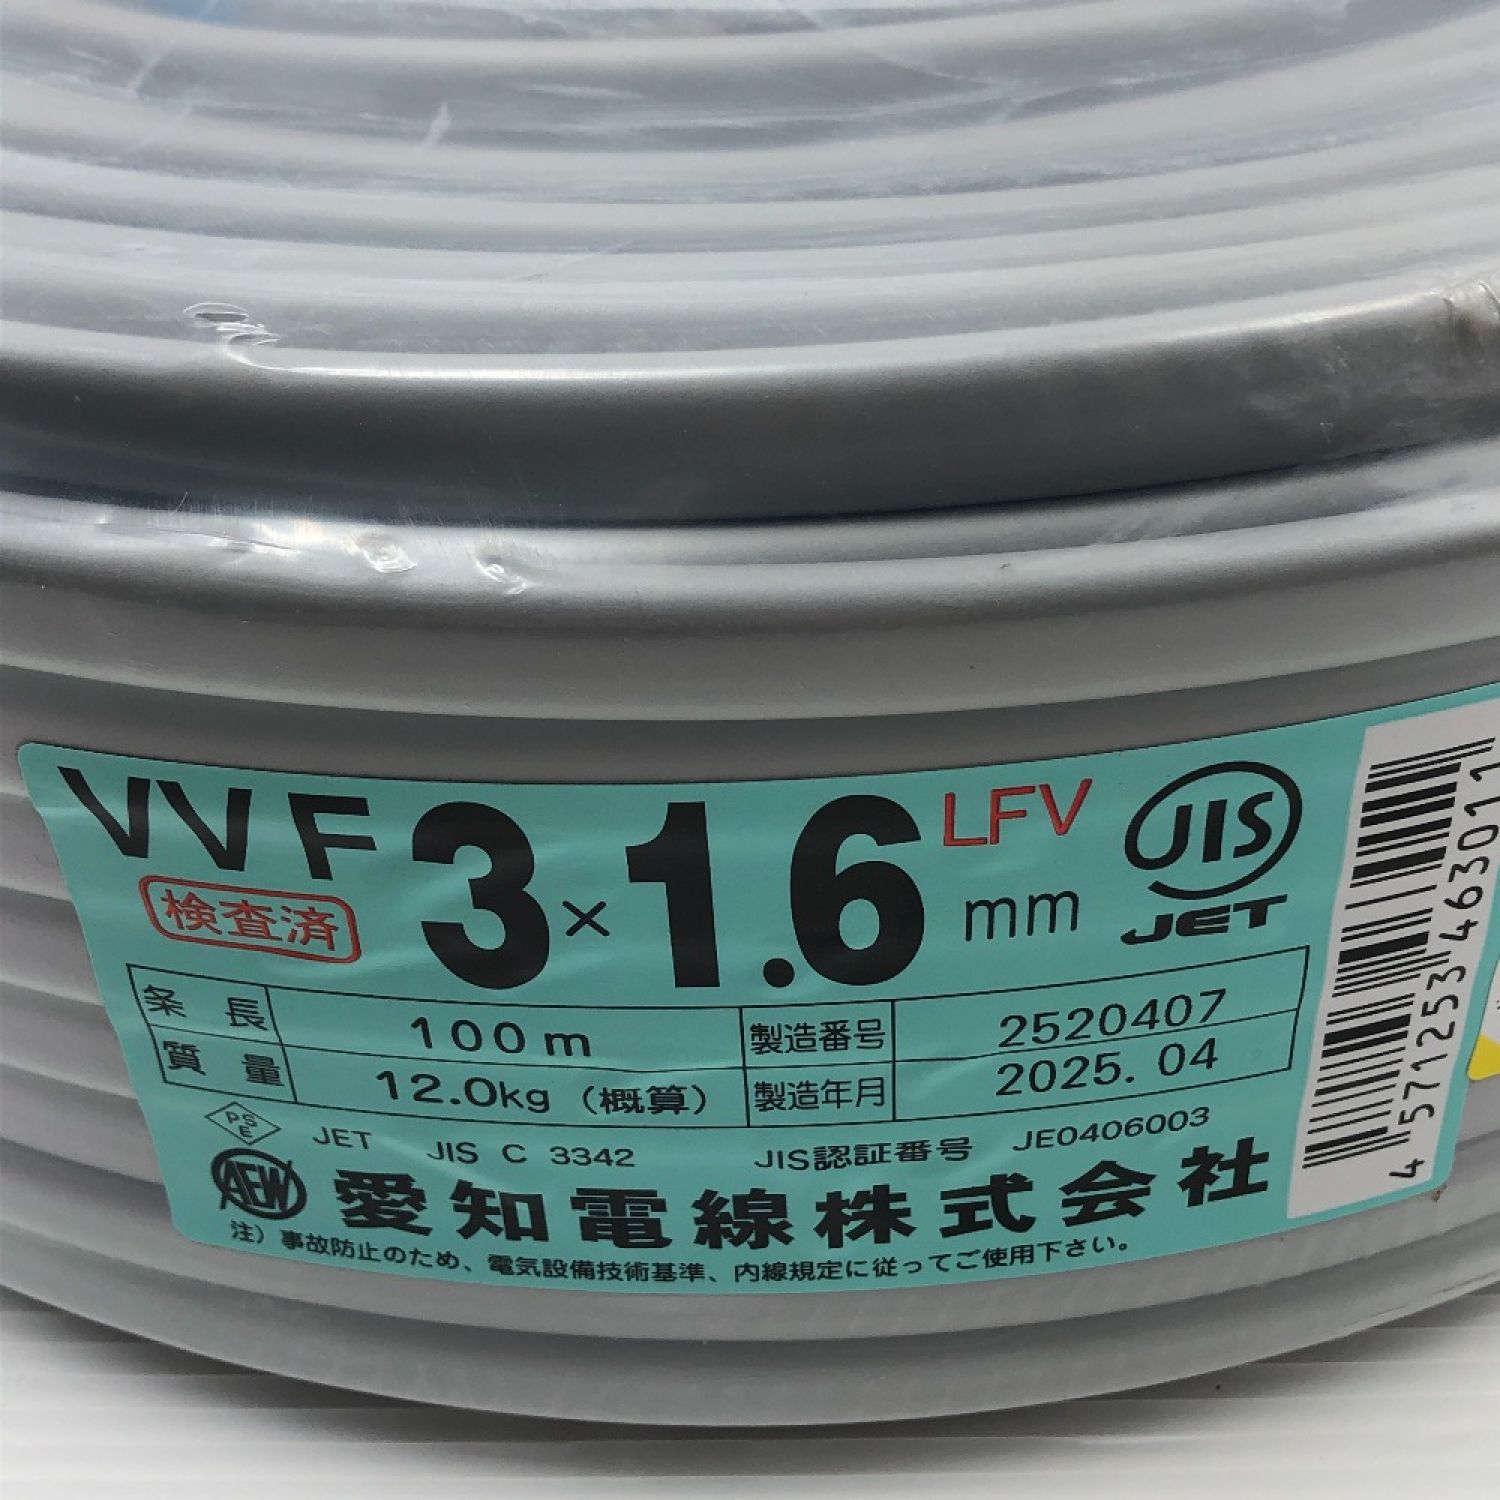 VVF 3×1.6mm LFV
検査済
JIS
JET
条長 100m 製造番号 2520407
質量 12.0kg (概算) 製造年月 2025.04
PSE JET JIS C 3342 JIS認証番号 JE0406003
AEW 愛知電線株式会社
注) 事故防止のため、電気設備技術基準、内線規定に従ってご使用下さい。
4571253463011